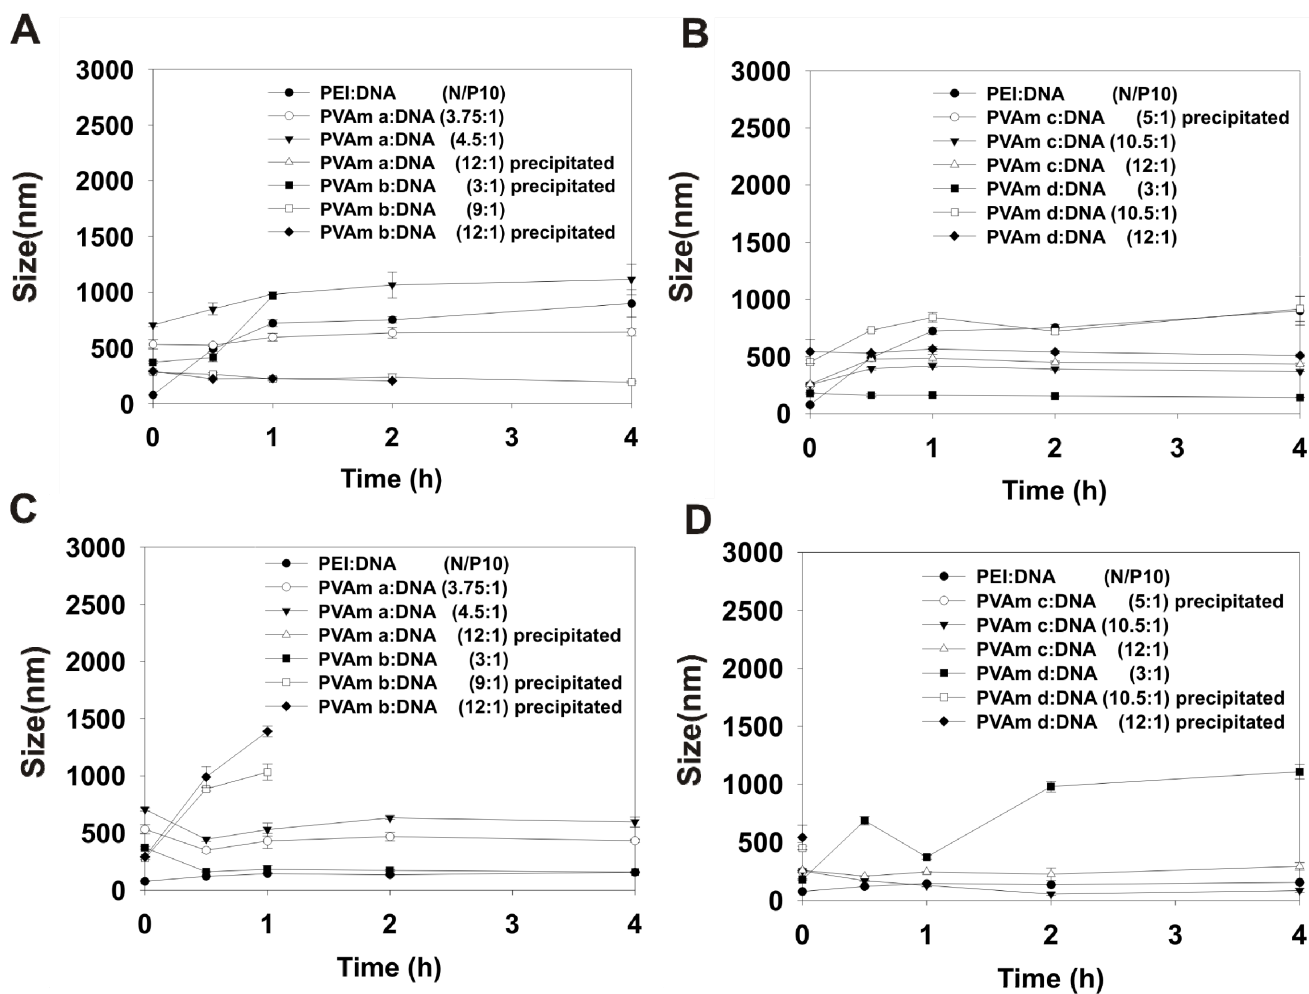 A
3000
2500
2000
1500
1000
500
0
Size(nm)
PEI:DNA (N/P10)
PVAm a:DNA (3.75:1)
PVAm a:DNA (4.5:1)
PVAm a:DNA (12:1) precipitated
PVAm b:DNA (3:1) precipitated
PVAm b:DNA (9:1)
PVAm b:DNA (12:1) precipitated
0 1 2 3 4
Time (h)
B
3000
2500
2000
1500
1000
500
0
Size(nm)
PEI:DNA (N/P10)
PVAm c:DNA (5:1) precipitated
PVAm c:DNA (10.5:1)
PVAm c:DNA (12:1)
PVAm d:DNA (3:1)
PVAm d:DNA (10.5:1)
PVAm d:DNA (12:1)
0 1 2 3 4
Time (h)
C
3000
2500
2000
1500
1000
500
0
Size(nm)
PEI:DNA (N/P10)
PVAm a:DNA (3.75:1)
PVAm a:DNA (4.5:1)
PVAm a:DNA (12:1) precipitated
PVAm b:DNA (3:1)
PVAm b:DNA (9:1) precipitated
PVAm b:DNA (12:1) precipitated
0 1 2 3 4
Time (h)
D
3000
2500
2000
1500
1000
500
0
Size(nm)
PEI:DNA (N/P10)
PVAm c:DNA (5:1) precipitated
PVAm c:DNA (10.5:1)
PVAm c:DNA (12:1)
PVAm d:DNA (3:1)
PVAm d:DNA (10.5:1) precipitated
PVAm d:DNA (12:1) precipitated
0 1 2 3 4
Time (h)